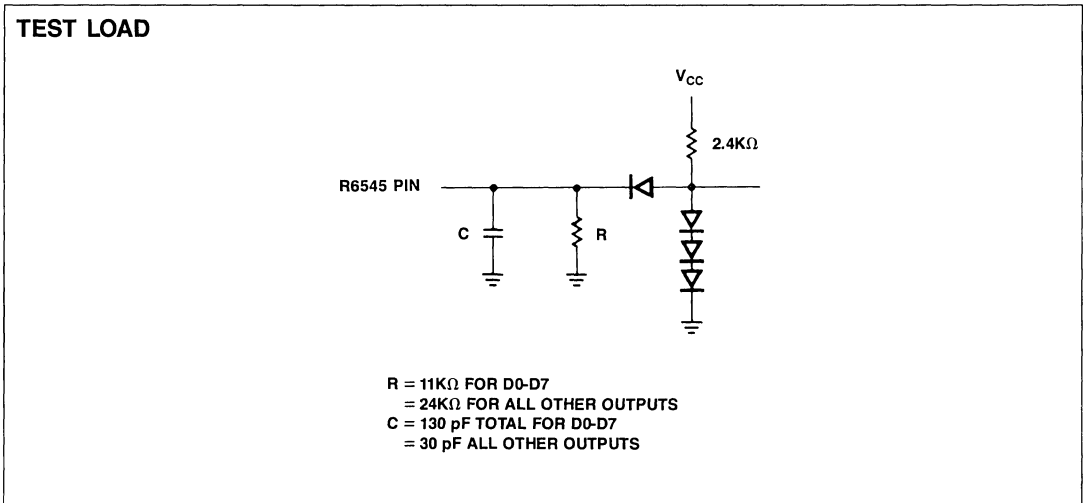 TEST LOAD
VCC
2.4KΩ
R6545 PIN
C
R
R = 11KΩ FOR D0-D7
= 24KΩ FOR ALL OTHER OUTPUTS
C = 130 pF TOTAL FOR D0-D7
= 30 pF ALL OTHER OUTPUTS